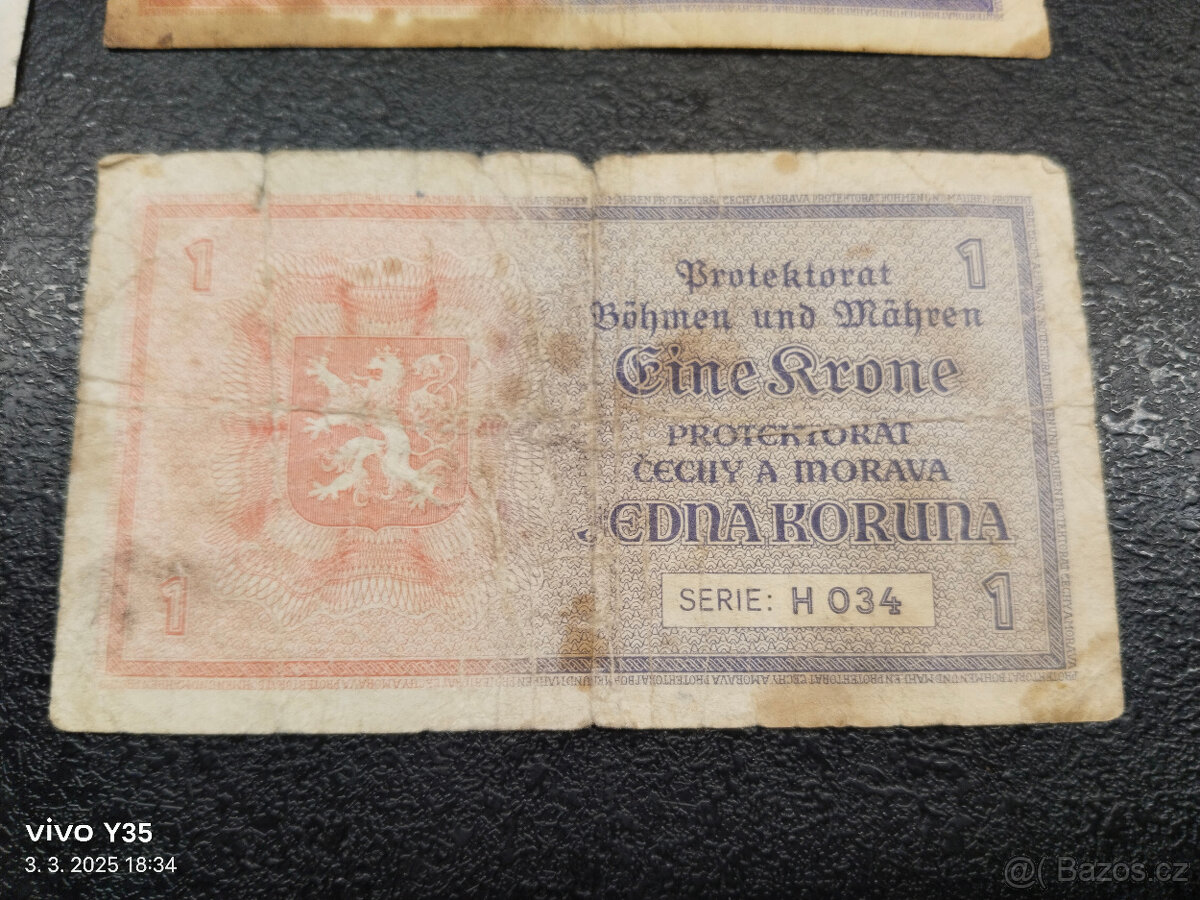 1
1
Protektorat
Böhmen und Mähren
Eine Krone
PROTEKTORÁT
ČECHY A MORAVA
JEDNA KORUNA
SERIE: H 034
1
1
vivo Y35
3. 3. 2025 18:34
@( Bazos.cz